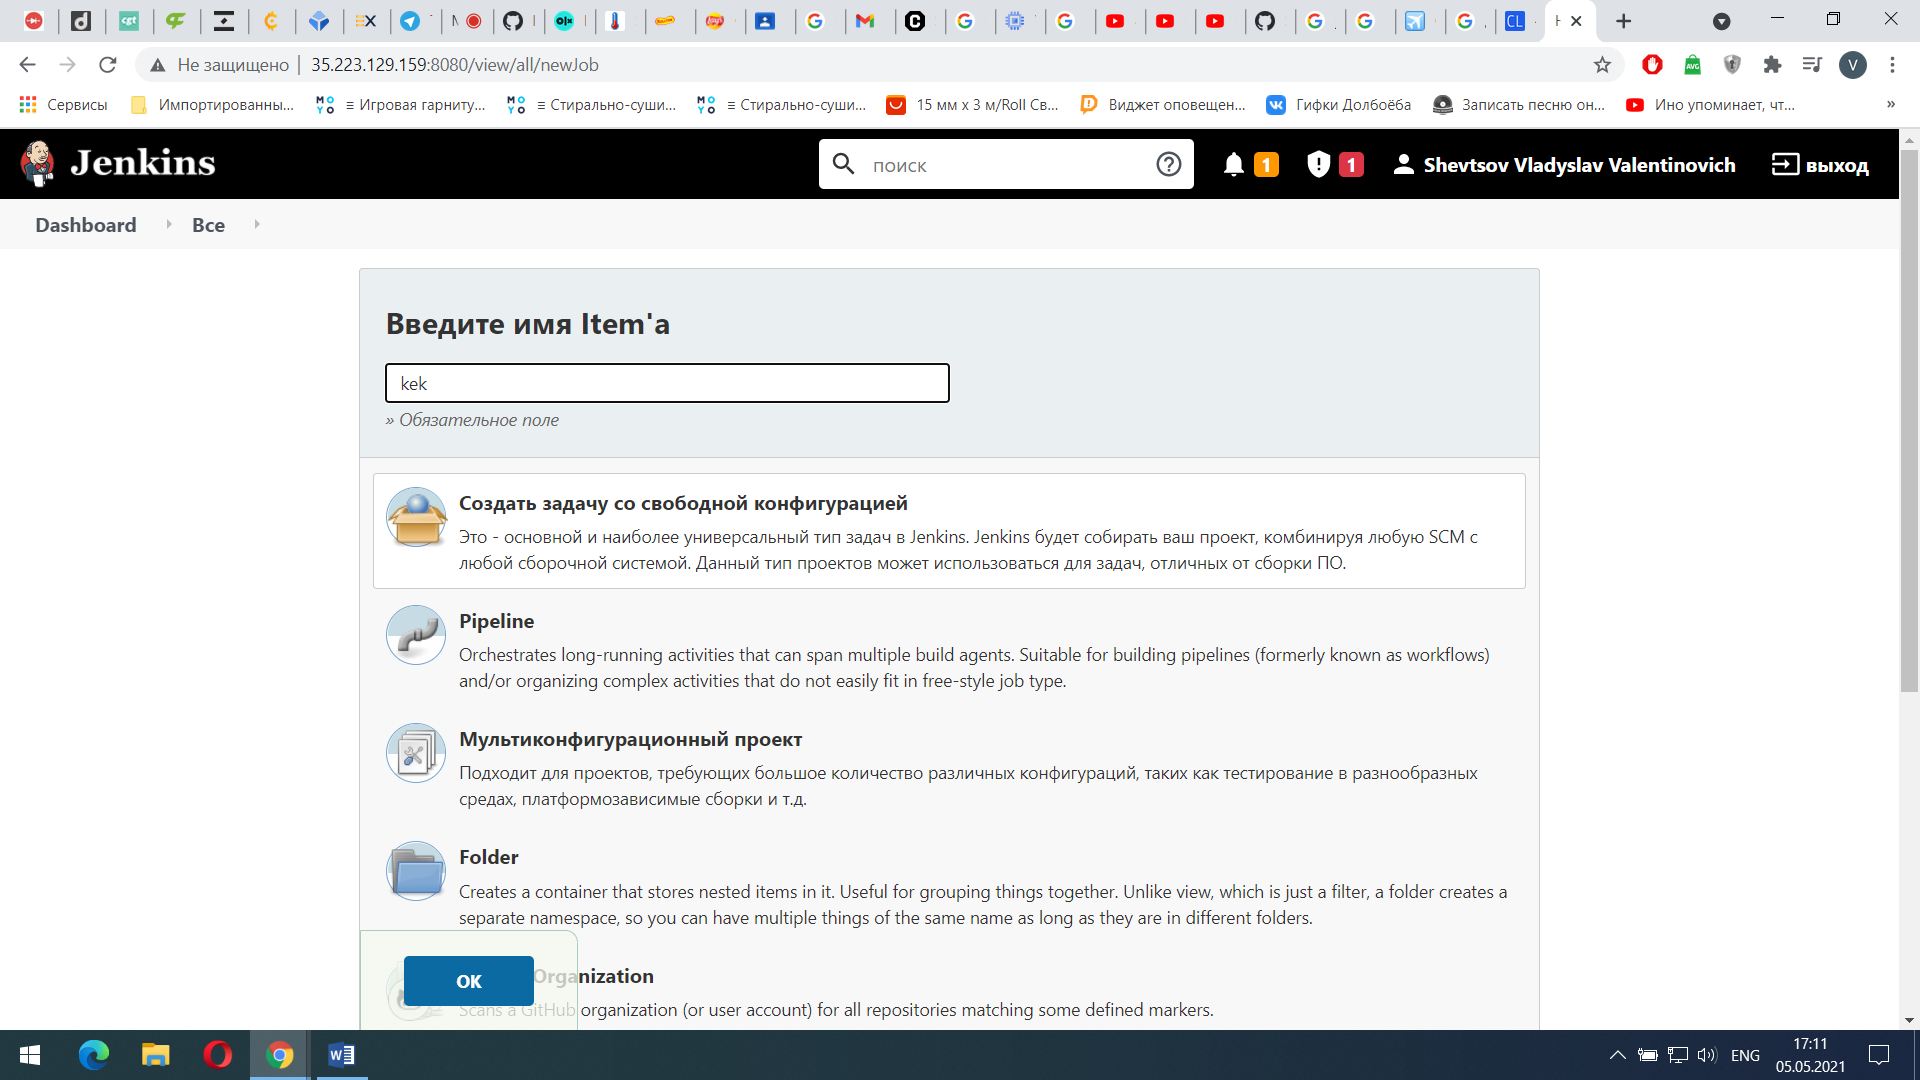 Не защищено
35.223.129.159:8080/view/all/newJob
V
Сервисы
Импортированны...
≡ Игровая гарниту...
≡ Стирально-суши...
≡ Стирально-суши...
15 мм x 3 м/Roll Св...
Виджет оповещен...
Гифки Долбоёба
Записать песню он...
Ино упоминает, чт...
»
Jenkins
поиск
1
1
Shevtsov Vladyslav Valentinovich
выход
Dashboard
Все
Введите имя Item'а
kek
» Обязательное поле
Создать задачу со свободной конфигурацией
Это - основной и наиболее универсальный тип задач в Jenkins. Jenkins будет собирать ваш проект, комбинируя любую SCM с
любой сборочной системой. Данный тип проектов может использоваться для задач, отличных от сборки ПО.
Pipeline
Orchestrates long-running activities that can span multiple build agents. Suitable for building pipelines (formerly known as workflows)
and/or organizing complex activities that do not easily fit in free-style job type.
Мультиконфигурационный проект
Подходит для проектов, требующих большое количество различных конфигураций, таких как тестирование в разнообразных
средах, платформозависимые сборки и т.д.
Folder
Creates a container that stores nested items in it. Useful for grouping things together. Unlike view, which is just a filter, a folder creates a
separate namespace, so you can have multiple things of the same name as long as they are in different folders.
Organization
Scans a GitHub organization (or user account) for all repositories matching some defined markers.
OK
ENG
17:11
05.05.2021